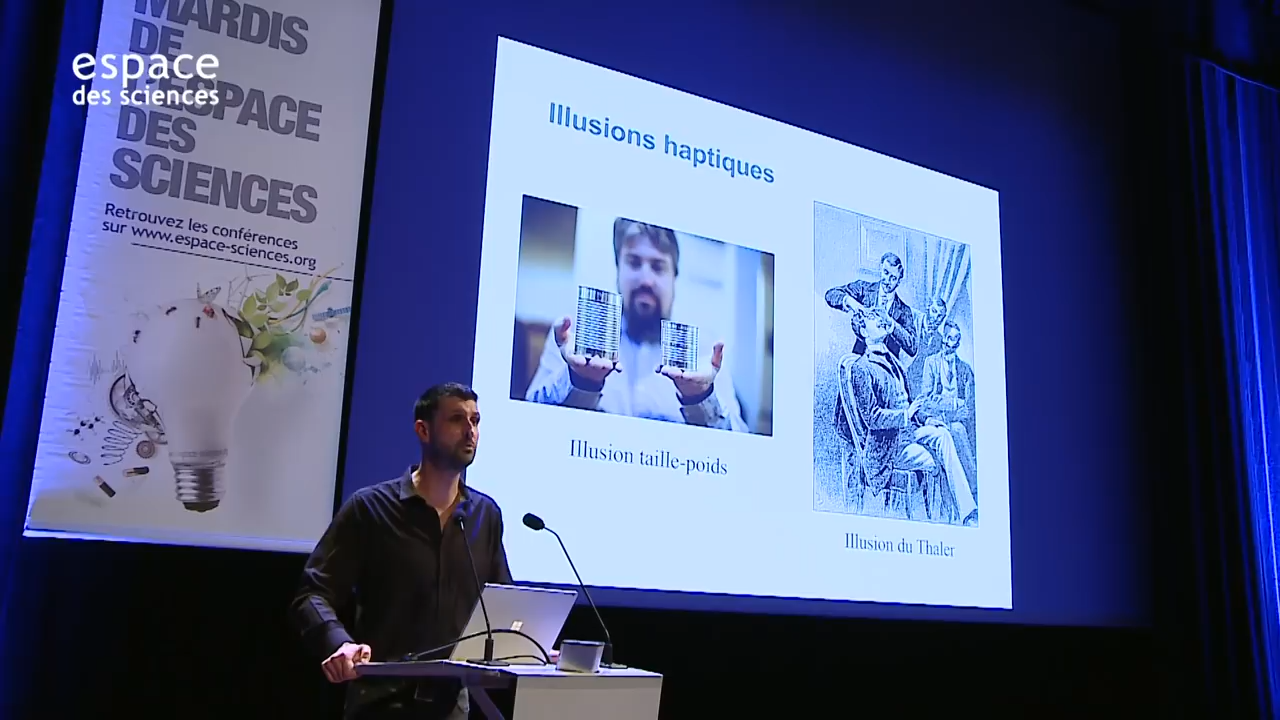 MARDIS
DE
L'ESPACE
DES
SCIENCES
Retrouvez les conférences
sur www.espace-sciences.org
espace
des sciences
Illusions haptiques
Illusion taille-poids
Illusion du Thaler